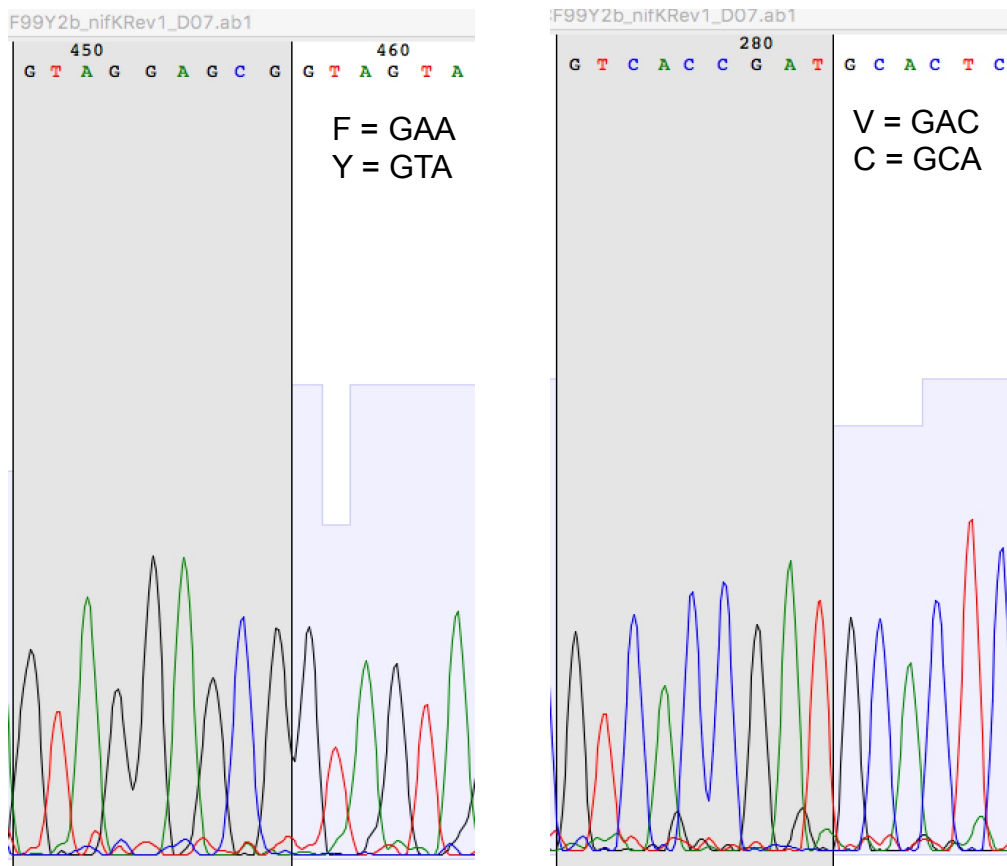 F99Y2b_nifKRev1_D07.ab1
450 460
G T A G G A G C G G T A G T A
F = GAA
Y = GTA
F99Y2b_nifKRev1_D07.ab1
280
G T C A C C G A T G C A C T C
V = GAC
C = GCA